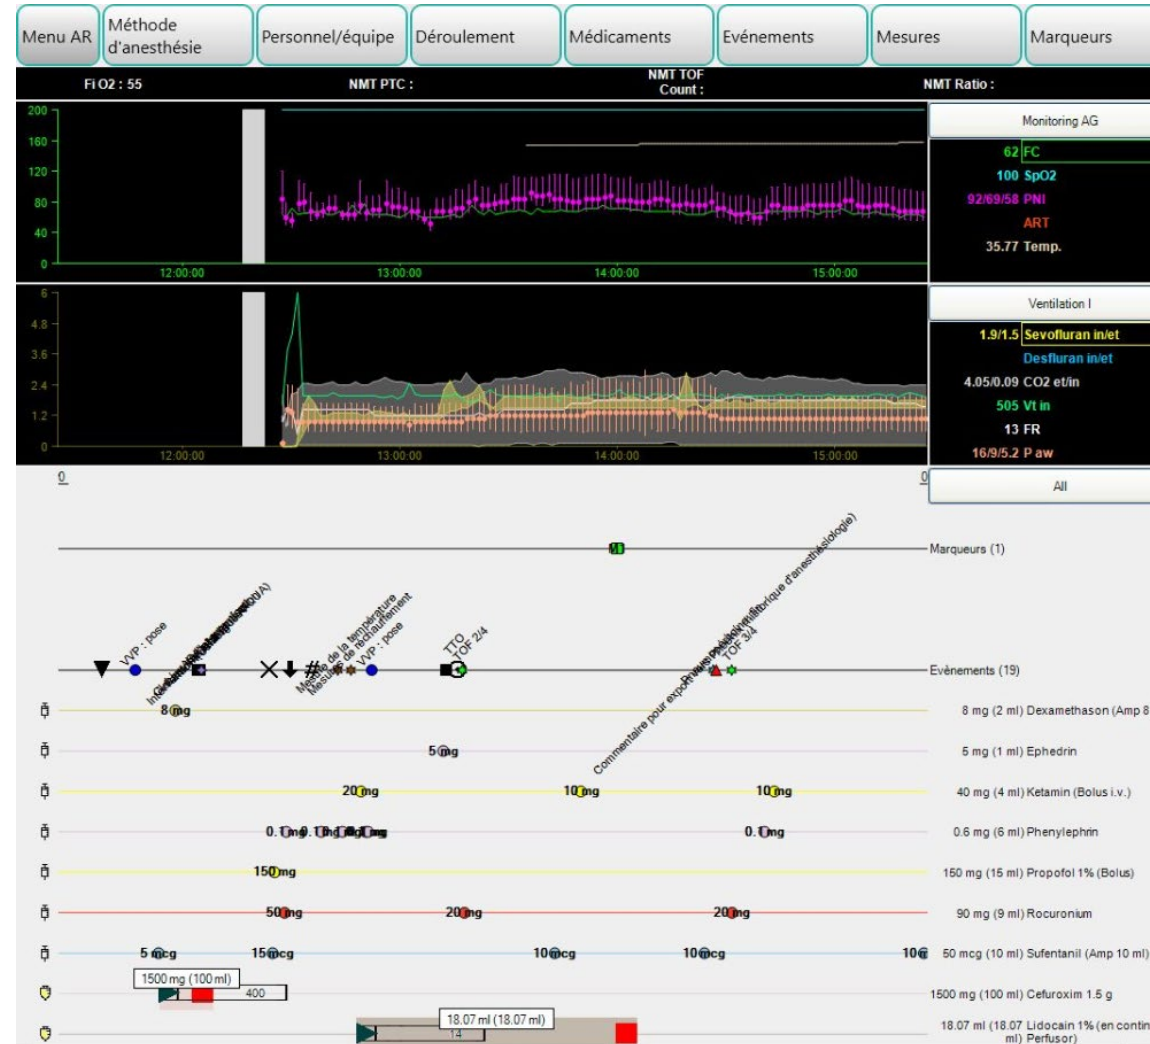 Menu AR
Méthode
d'anesthésie
Personnel/équipe
Déroulement
Médicaments
Evénements
Mesures
Marqueurs
Fi O2 : 55
NMT PTC :
NMT TOF
Count :
NMT Ratio :
200
160
120
80
40
0
12:00:00
13:00:00
14:00:00
15:00:00
Monitoring AG
62 FC
100 SpO2
92/69/58 PNI
ART
35.77 Temp.
6
4.8
3.6
2.4
1.2
0
12:00:00
13:00:00
14:00:00
15:00:00
Ventilation I
1.9/1.5 Sevofluran in/et
Desfluran in/et
4.05/0.09 CO2 et/in
505 Vt in
13 FR
16/9/5.2 P aw
0
0
All
Marqueurs (1)
VVP : pose
Mesure de la température
Mesures de réchauffement
VVP : pose
TTO
TOF 2/4
Commentaire pour export
d'anesthésiologie)
TOF 3/4
#
Evènements (19)
8 mg
8 mg (2 ml) Dexamethason (Amp 8
5 mg
5 mg (1 ml) Ephedrin
20 mg
10 mg
10 mg
40 mg (4 ml) Ketamin (Bolus i.v.)
0.1 mg
0.1 mg
0.6 mg (6 ml) Phenylephrin
150 mg
150 mg (15 ml) Propofol 1% (Bolus)
50 mg
20 mg
20 mg
90 mg (9 ml) Rocuronium
5 mcg
15 mcg
10 mcg
10 mcg
50 mcg (10 ml) Sufentanil (Amp 10 ml)
1500 mg (100 ml)
400
1500 mg (100 ml) Cefuroxim 1.5 g
18.07 ml (18.07 ml)
14
18.07 ml (18.07 Lidocain 1% (en contin
ml) Perfusor)